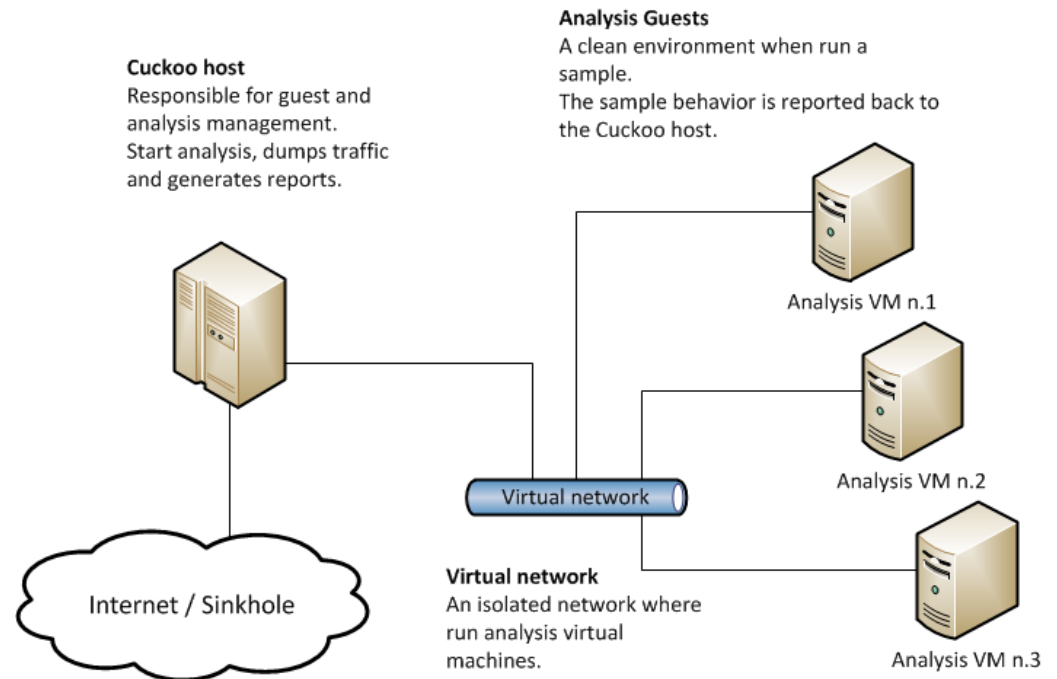 Cuckoo host
Responsible for guest and
analysis management.
Start analysis, dumps traffic
and generates reports.
Analysis Guests
A clean environment when run a
sample.
The sample behavior is reported back to
the Cuckoo host.
Analysis VM n.1
Analysis VM n.2
Virtual network
Analysis VM n.3
Internet / Sinkhole
Virtual network
An isolated network where
run analysis virtual
machines.